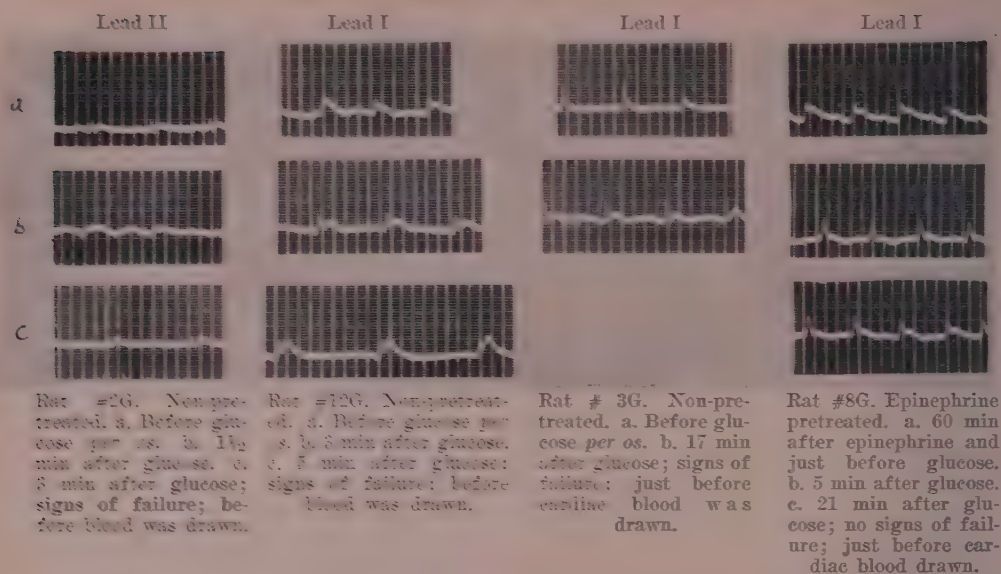 Lead II
Lead I
Lead I
Lead I
a
b
c
Rat #2G. Non-pre-
treated. a. Before glu-
cose per os. b. 1½
min after glucose. c.
3 min after glucose;
signs of failure; be-
fore blood was drawn.
Rat #12G. Non-pretreat-
ed. a. Before glucose per
os. b. 3 min after glucose.
c. 5 min after glucose;
signs of failure; before
blood was drawn.
Rat # 3G. Non-pre-
treated. a. Before glu-
cose per os. b. 17 min
after glucose; signs of
failure; just before
cardiac blood was
drawn.
Rat #8G. Epinephrine
pretreated. a. 60 min
after epinephrine and
just before glucose.
b. 5 min after glucose.
c. 21 min after glu-
cose; no signs of fail-
ure; just before car-
diac blood drawn.